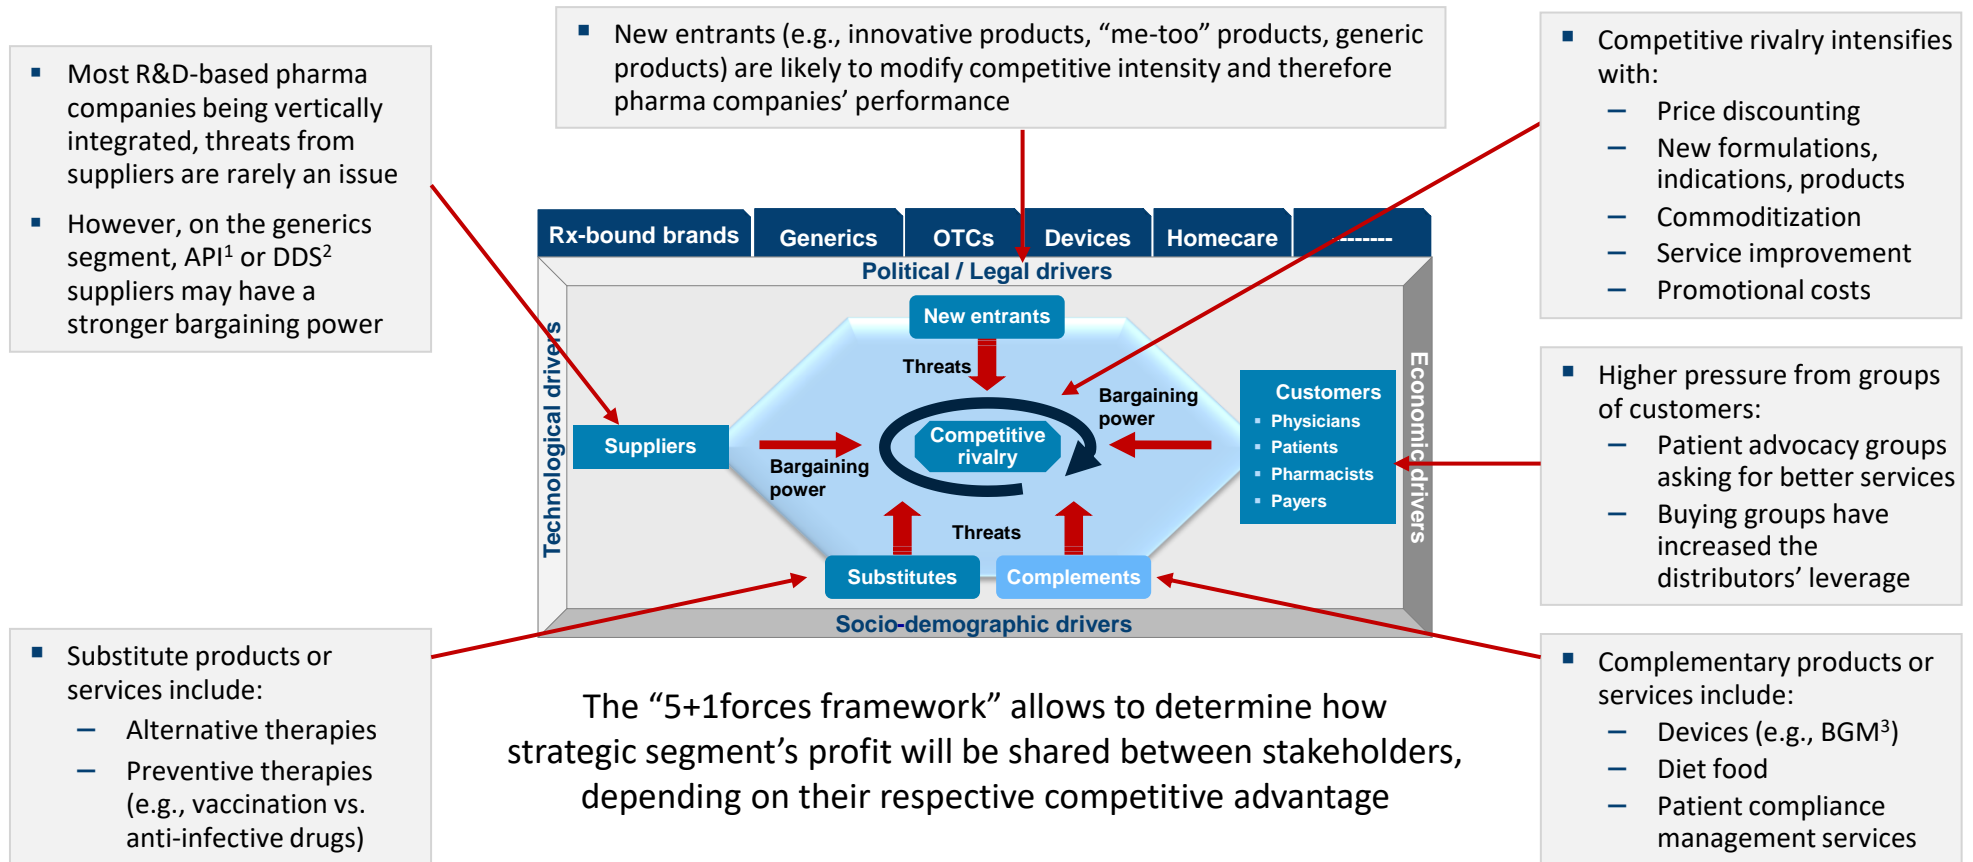 ▪ New entrants (e.g., innovative products, “me-too” products, generic
products) are likely to modify competitive intensity and therefore
pharma companies’ performance
▪ Most R&D-based pharma
companies being vertically
integrated, threats from
suppliers are rarely an issue
▪ However, on the generics
segment, API¹ or DDS²
suppliers may have a
stronger bargaining power
▪ Competitive rivalry intensifies
with:
– Price discounting
– New formulations,
indications, products
– Commoditization
– Service improvement
– Promotional costs
Rx-bound brands
Generics
OTCs
Devices
Homecare
--------
Political / Legal drivers
Technological drivers
Economic drivers
Socio-demographic drivers
New entrants
Threats
Suppliers
Bargaining
power
Competitive
rivalry
Bargaining
power
Customers
▪ Physicians
▪ Patients
▪ Pharmacists
▪ Payers
Threats
Substitutes
Complements
▪ Higher pressure from groups
of customers:
– Patient advocacy groups
asking for better services
– Buying groups have
increased the
distributors’ leverage
▪ Substitute products or
services include:
– Alternative therapies
– Preventive therapies
(e.g., vaccination vs.
anti-infective drugs)
The “5+1forces framework” allows to determine how
strategic segment’s profit will be shared between stakeholders,
depending on their respective competitive advantage
▪ Complementary products or
services include:
– Devices (e.g., BGM³)
– Diet food
– Patient compliance
management services